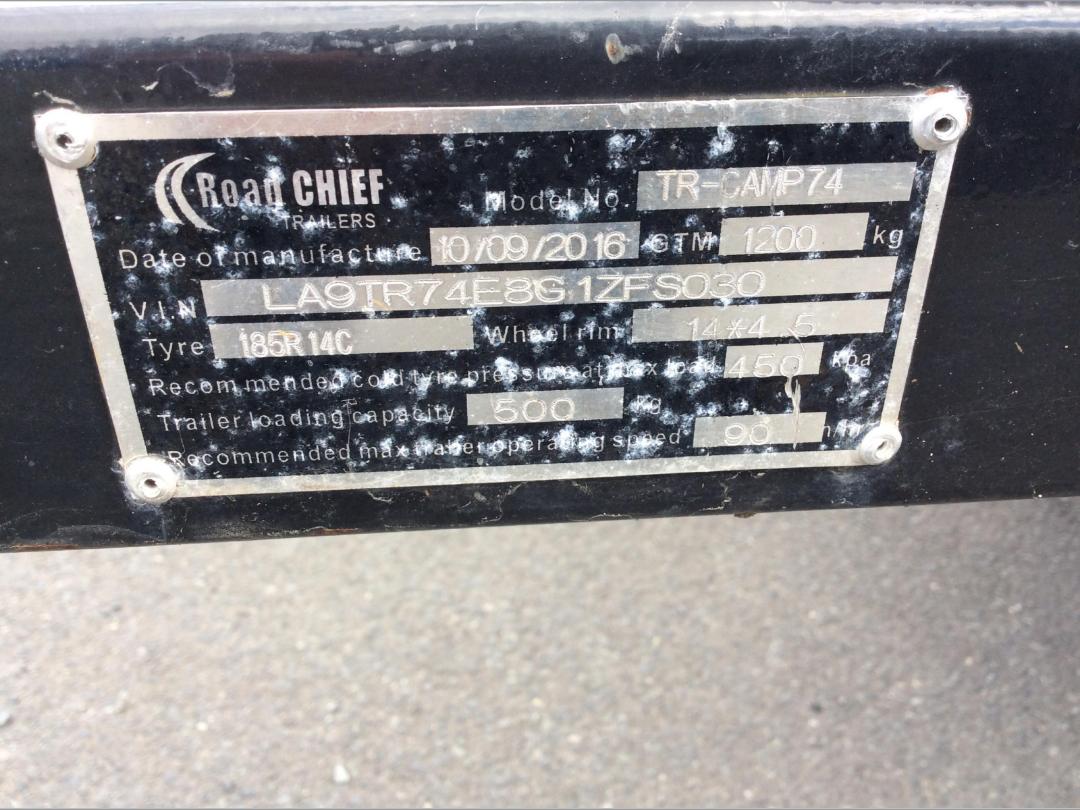 Road CHIEF
TRAILERS
Model No. TR-CAMP74
Date of manufacture 10/09/2016 GTM 1200 kg
V.I.N LA9TR74E8G1ZFS030
Tyre 185R14C Wheel rim 14*4.5
Recommended cold tyre pressure at max load 450 Kpa
Trailer loading capacity 500 kg
Recommended max trailer operating speed 90